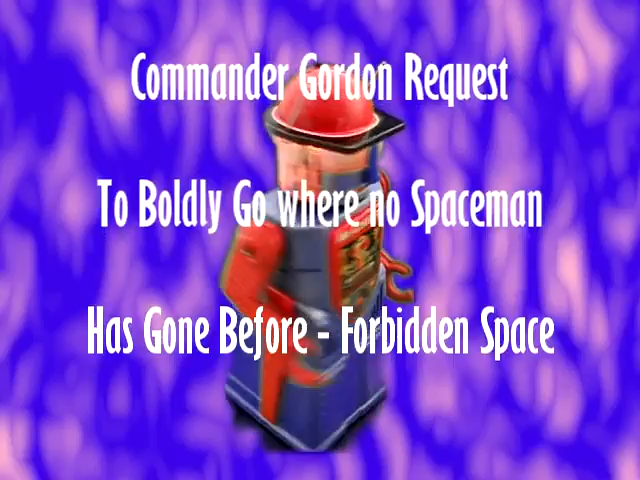 Commander Gordon Request
To Boldly Go where no Spaceman
Has Gone Before - Forbidden Space